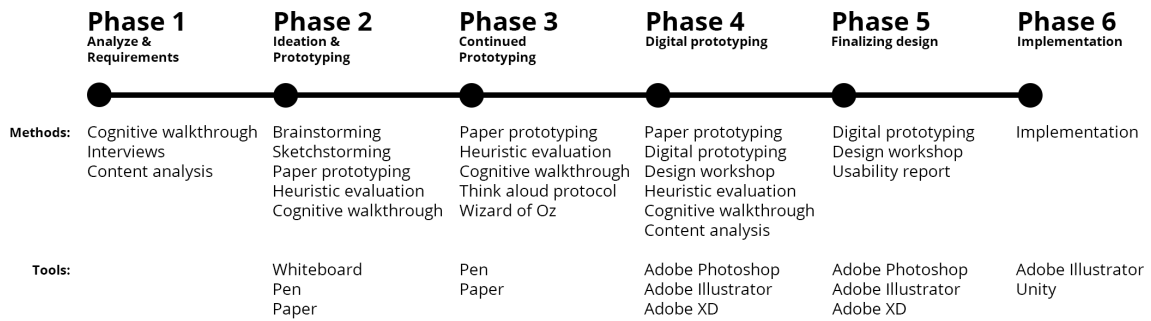 Phase 1
Analyze &
Requirements
Phase 2
Ideation &
Prototyping
Phase 3
Continued
Prototyping
Phase 4
Digital prototyping
Phase 5
Finalizing design
Phase 6
Implementation
Methods:
Cognitive walkthrough
Interviews
Content analysis
Brainstorming
Sketchstorming
Paper prototyping
Heuristic evaluation
Cognitive walkthrough
Paper prototyping
Heuristic evaluation
Cognitive walkthrough
Think aloud protocol
Wizard of Oz
Paper prototyping
Digital prototyping
Design workshop
Heuristic evaluation
Cognitive walkthrough
Content analysis
Digital prototyping
Design workshop
Usability report
Implementation
Tools:
Whiteboard
Pen
Paper
Pen
Paper
Adobe Photoshop
Adobe Illustrator
Adobe XD
Adobe Photoshop
Adobe Illustrator
Adobe XD
Adobe Illustrator
Unity